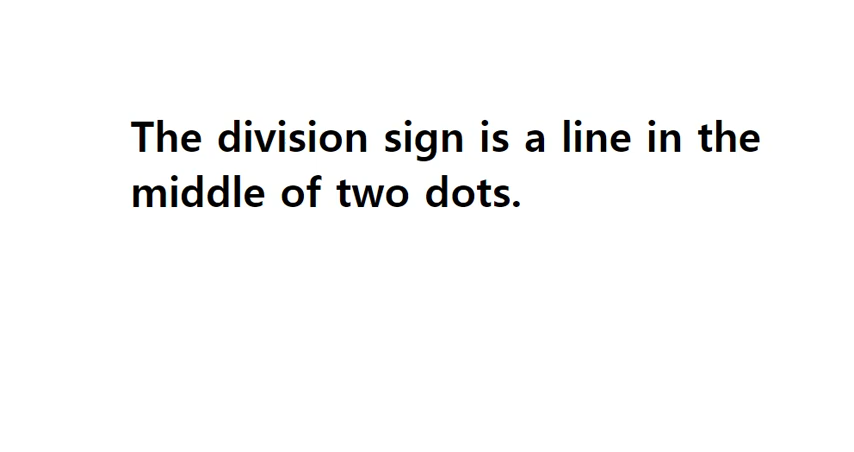 The division sign is a line in the
middle of two dots.